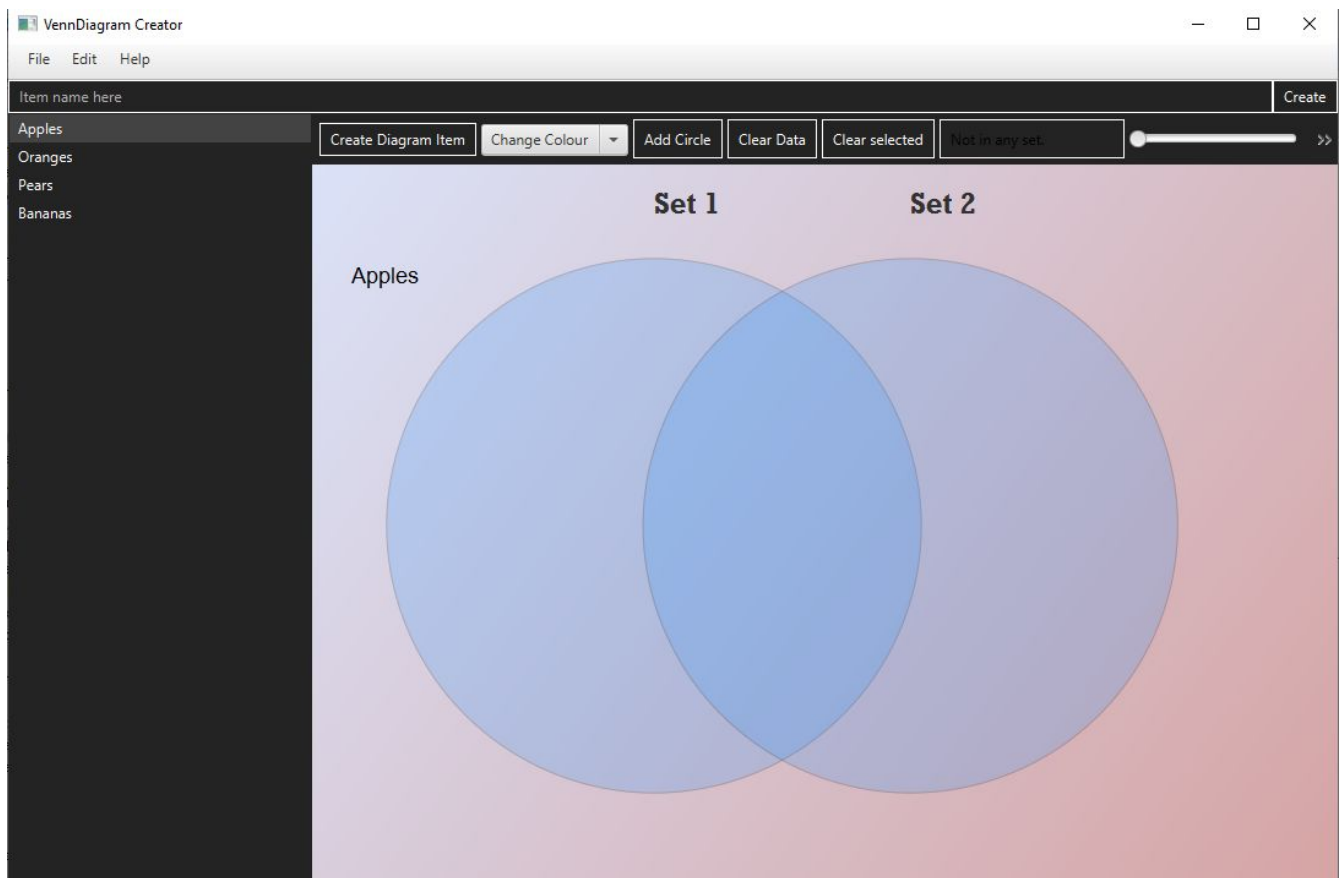 VennDiagram Creator
File Edit Help
Item name here Create
Apples
Oranges
Pears
Bananas
Create Diagram Item Change Colour Add Circle Clear Data Clear selected Not in any set. >>
Set 1 Set 2
Apples